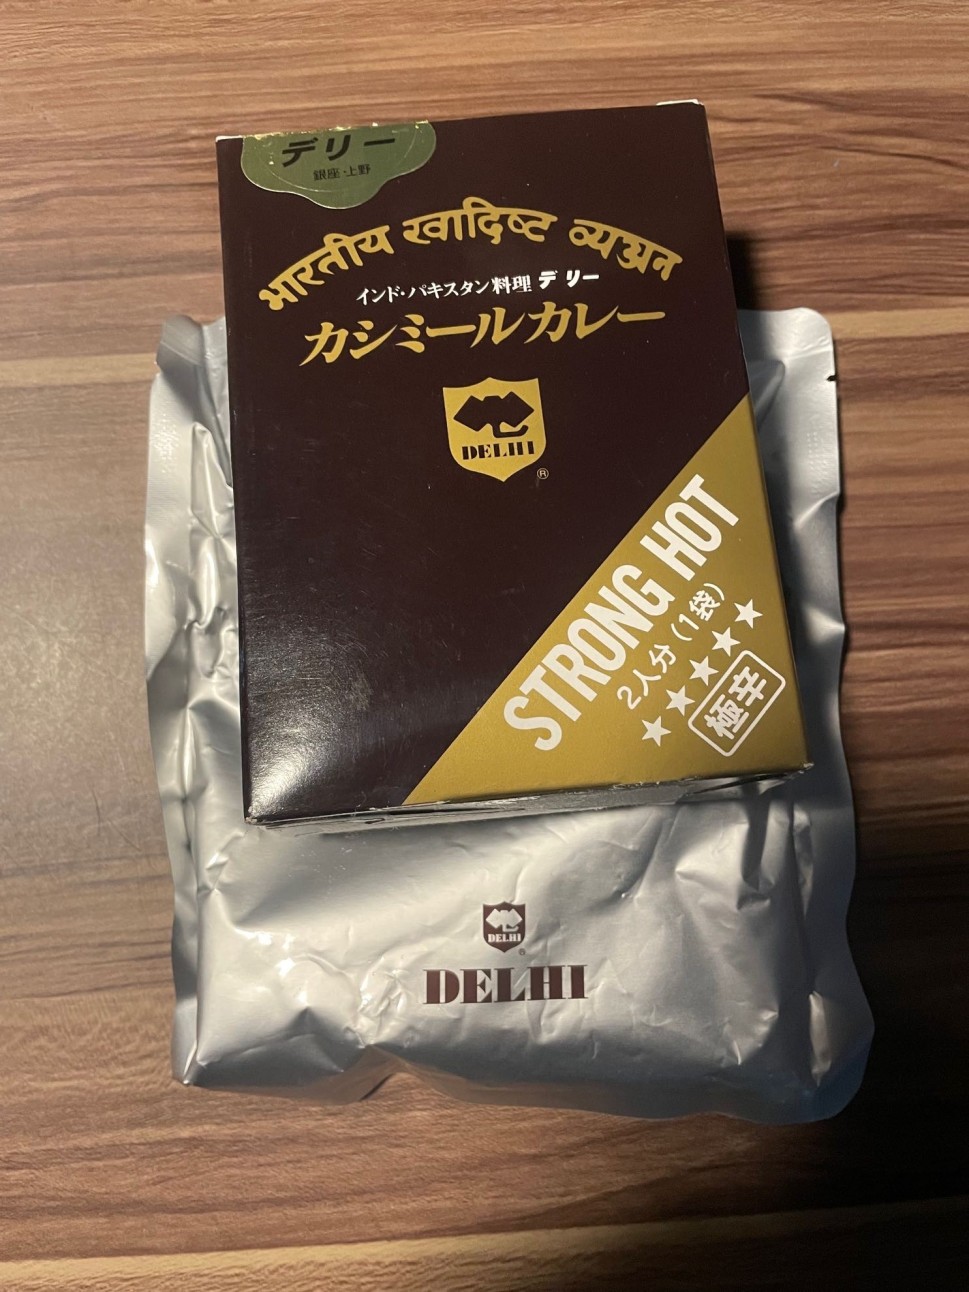 デリー
銀座・上野
भारतीय स्वादिष्ट व्यञ्जन
インド・パキスタン料理 デリー
カシミールカレー
DELHI
®
STRONG HOT
2人分(1袋)
★★★★★
極辛
DELHI
®
DELHI